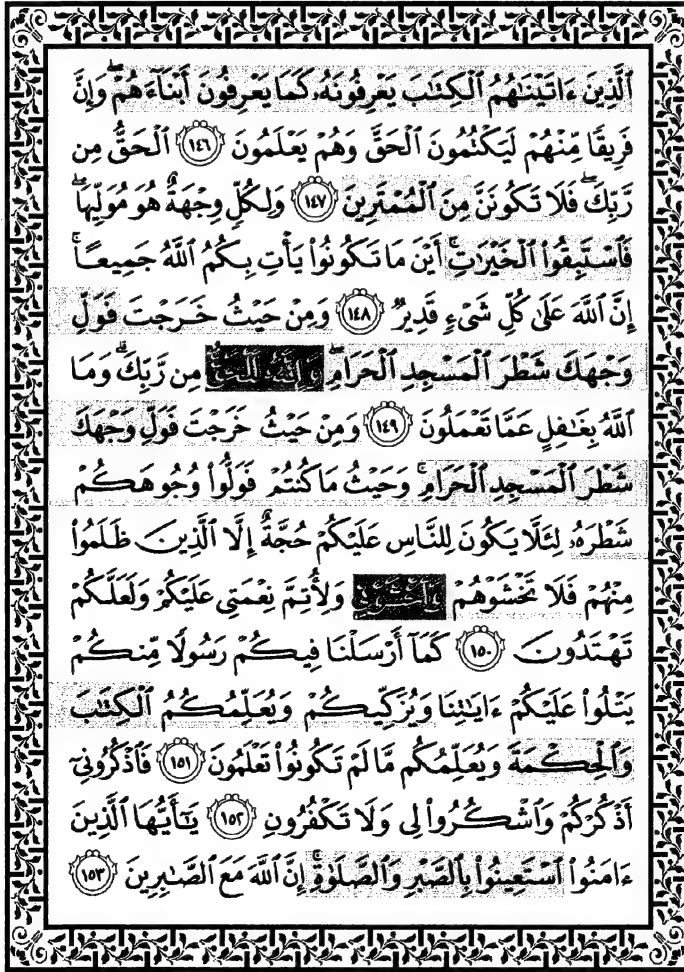 ٱلَّذِينَ ءَاتَيْنَٰهُمُ ٱلْكِتَٰبَ يَعْرِفُونَهُۥ كَمَا يَعْرِفُونَ أَبْنَآءَهُمْ ۖ وَإِنَّ
فَرِيقًا مِّنْهُمْ لَيَكْتُمُونَ ٱلْحَقَّ وَهُمْ يَعْلَمُونَ ١٤٦ ٱلْحَقُّ مِن
رَّبِّكَ ۖ فَلَا تَكُونَنَّ مِنَ ٱلْمُمْتَرِينَ ١٤٧ وَلِكُلٍّ وِجْهَةٌ هُوَ مُوَلِّيهَا ۖ
فَٱسْتَبِقُوا۟ ٱلْخَيْرَٰتِ ۚ أَيْنَ مَا تَكُونُوا۟ يَأْتِ بِكُمُ ٱللَّهُ جَمِيعًا ۚ
إِنَّ ٱللَّهَ عَلَىٰ كُلِّ شَىْءٍ قَدِيرٌ ١٤٨ وَمِنْ حَيْثُ خَرَجْتَ فَوَلِّ
وَجْهَكَ شَطْرَ ٱلْمَسْجِدِ ٱلْحَرَامِ ۖ وَإِنَّهُۥ لَلْحَقُّ مِن رَّبِّكَ ۗ وَمَا
ٱللَّهُ بِغَٰفِلٍ عَمَّا تَعْمَلُونَ ١٤٩ وَمِنْ حَيْثُ خَرَجْتَ فَوَلِّ وَجْهَكَ
شَطْرَ ٱلْمَسْجِدِ ٱلْحَرَامِ ۚ وَحَيْثُ مَا كُنتُمْ فَوَلُّوا۟ وُجُوهَكُمْ
شَطْرَهُۥ لِئَلَّا يَكُونَ لِلنَّاسِ عَلَيْكُمْ حُجَّةٌ إِلَّا ٱلَّذِينَ ظَلَمُوا۟
مِنْهُمْ فَلَا تَخْشَوْهُمْ وَٱخْشَوْنِى وَلِأُتِمَّ نِعْمَتِى عَلَيْكُمْ وَلَعَلَّكُمْ
تَهْتَدُونَ ١٥٠ كَمَآ أَرْسَلْنَا فِيكُمْ رَسُولًا مِّنكُمْ
يَتْلُوا۟ عَلَيْكُمْ ءَايَٰتِنَا وَيُزَكِّيكُمْ وَيُعَلِّمُكُمُ ٱلْكِتَٰبَ
وَٱلْحِكْمَةَ وَيُعَلِّمُكُم مَّا لَمْ تَكُونُوا۟ تَعْلَمُونَ ١٥١ فَٱذْكُرُونِىٓ
أَذْكُرْكُمْ وَٱشْكُرُوا۟ لِى وَلَا تَكْفُرُونِ ١٥٢ يَٰٓأَيُّهَا ٱلَّذِينَ
ءَامَنُوا۟ ٱسْتَعِينُوا۟ بِٱلصَّبْرِ وَٱلصَّلَوٰةِ ۚ إِنَّ ٱللَّهَ مَعَ ٱلصَّٰبِرِينَ ١٥٣